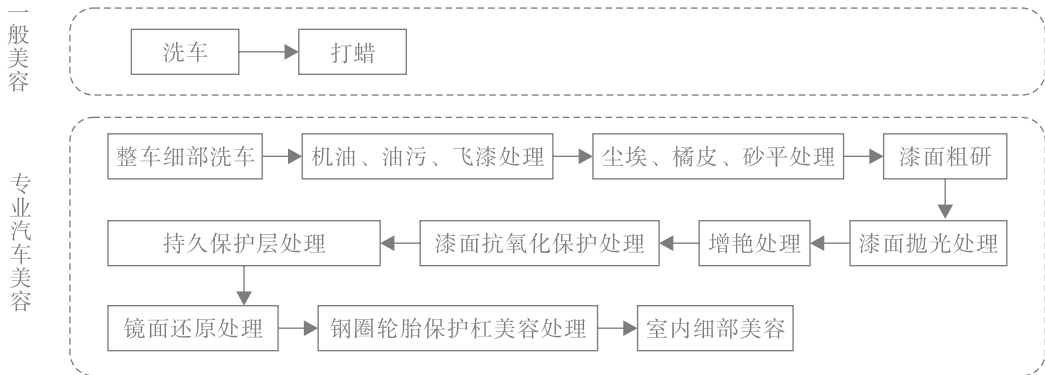 一般美容
洗车
打蜡
专业汽车美容
整车细部洗车
机油、油污、飞漆处理
尘埃、橘皮、砂平处理
漆面粗研
漆面抛光处理
增艳处理
漆面抗氧化保护处理
持久保护层处理
镜面还原处理
钢圈轮胎保护杠美容处理
室内细部美容